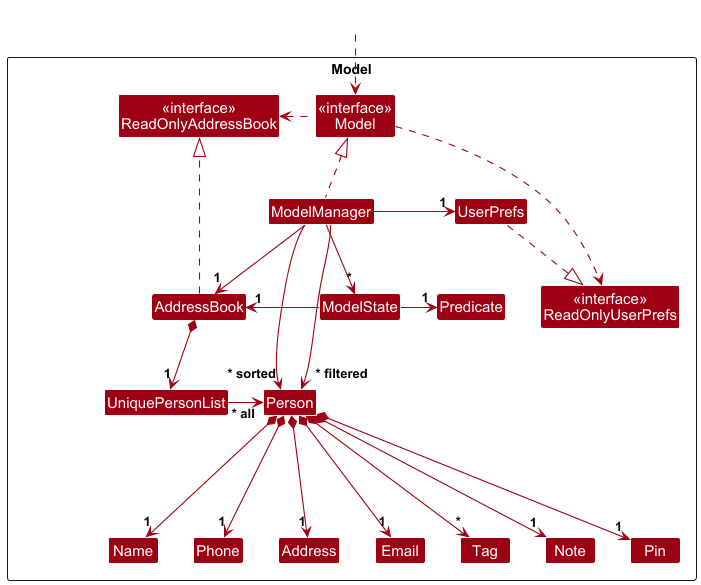 Model
«interface»
ReadOnlyAddressBook
«interface»
Model
ModelManager
1
UserPrefs
1
*
AddressBook
1
ModelState
1
Predicate
«interface»
ReadOnlyUserPrefs
1
* sorted
* filtered
UniquePersonList
* all
Person
1
1
1
1
*
1
1
Name
Phone
Address
Email
Tag
Note
Pin